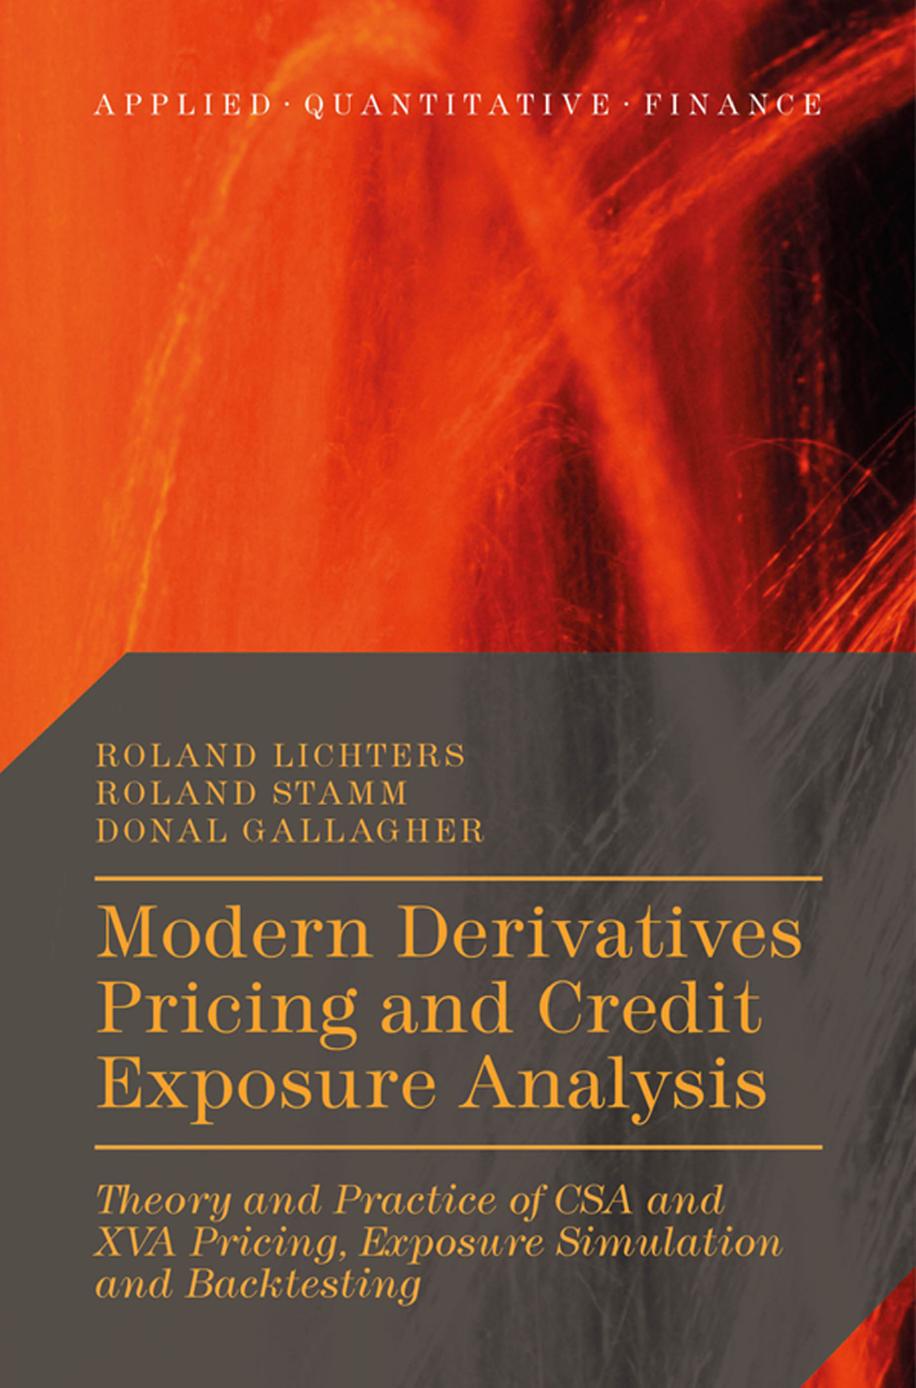 APPLIED · QUANTITATIVE · FINANCE
ROLAND LICHTERS
ROLAND STAMM
DONAL GALLAGHER
Modern Derivatives
Pricing and Credit
Exposure Analysis
Theory and Practice of CSA and
XVA Pricing, Exposure Simulation
and Backtesting